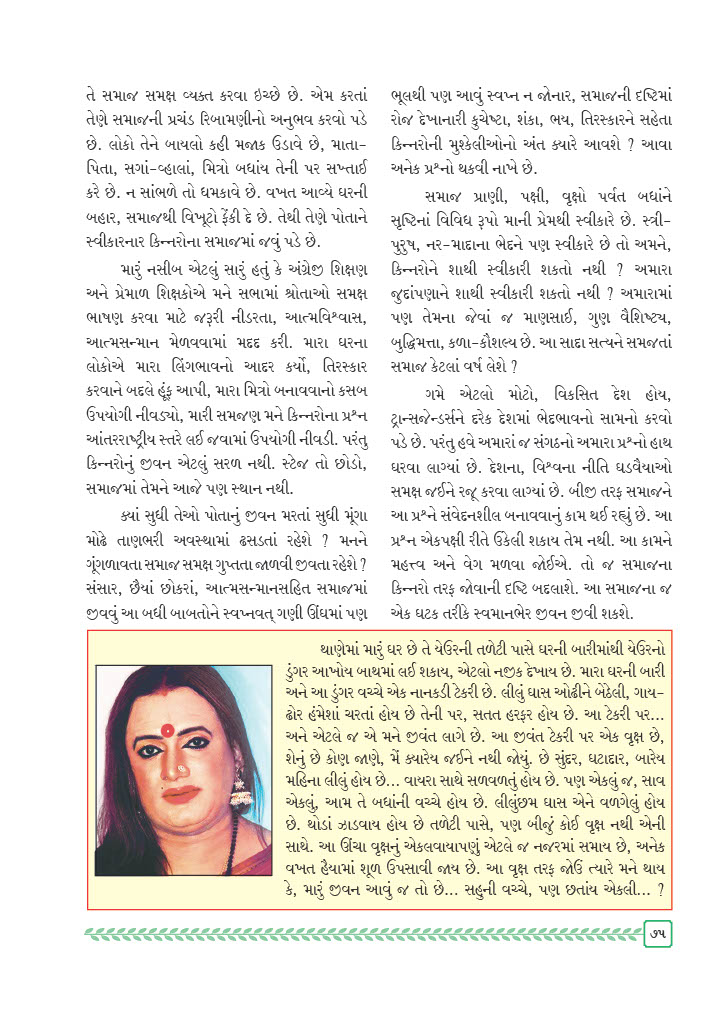 તે સમાજ સમક્ષ વ્યક્ત કરવા ઇચ્છે છે. એમ કરતાં
તેણે સમાજની પ્રચંડ રિબામણીનો અનુભવ કરવો પડે
છે. લોકો તેને બાયલો કહી મજાક ઉડાવે છે, માતા-
પિતા, સગાં-વ્હાલાં, મિત્રો બધાંય તેની પર સખ્તાઈ
કરે છે. ન સાંભળે તો ધમકાવે છે. વખત આવ્યે ઘરની
બહાર, સમાજથી વિખૂટો ફેંકી દે છે. તેથી તેણે પોતાને
સ્વીકારનાર કિન્નરોના સમાજમાં જવું પડે છે.
મારું નસીબ એટલું સારું હતું કે અંગ્રેજી શિક્ષણ
અને પ્રેમાળ શિક્ષકોએ મને સભામાં શ્રોતાઓ સમક્ષ
ભાષણ કરવા માટે જરૂરી નીડરતા, આત્મવિશ્વાસ,
આત્મસન્માન મેળવવામાં મદદ કરી. મારા ઘરના
લોકોએ મારા લિંગભાવનો આદર કર્યો, તિરસ્કાર
કરવાને બદલે હૂંફ આપી, મારા મિત્રો બનાવવાનો કસબ
ઉપયોગી નીવડ્યો, મારી સમજણ મને કિન્નરોના પ્રશ્ન
આંતરરાષ્ટ્રીય સ્તરે લઈ જવામાં ઉપયોગી નીવડી. પરંતુ
કિન્નરોનું જીવન એટલું સરળ નથી. સ્ટેજ તો છોડો,
સમાજમાં તેમને આજે પણ સ્થાન નથી.
ક્યાં સુધી તેઓ પોતાનું જીવન મરતાં સુધી મૂંગા
મોઢે તાણભરી અવસ્થામાં ઢસડતાં રહેશે ? મનને
ગૂંગળાવતા સમાજ સમક્ષ ગુપ્તતા જાળવી જીવતા રહેશે ?
સંસાર, છૈયાં છોકરાં, આત્મસન્માનસહિત સમાજમાં
જીવવું આ બધી બાબતોને સ્વપ્નવત્ ગણી ઊંઘમાં પણ
ભૂલથી પણ આવું સ્વપ્ન ન જોનાર, સમાજની દૃષ્ટિમાં
રોજ દેખાનારી કુચેષ્ટા, શંકા, ભય, તિરસ્કારને સહેતા
કિન્નરોની મુશ્કેલીઓનો અંત ક્યારે આવશે ? આવા
અનેક પ્રશ્નો થકવી નાખે છે.
સમાજ પ્રાણી, પક્ષી, વૃક્ષો પર્વત બધાંને
સૃષ્ટિનાં વિવિધ રૂપો માની પ્રેમથી સ્વીકારે છે. સ્ત્રી-
પુરુષ, નર-માદાના ભેદને પણ સ્વીકારે છે તો અમને,
કિન્નરોને શાથી સ્વીકારી શકતો નથી ? અમારા
જુદાંપણાને શાથી સ્વીકારી શકતો નથી ? અમારામાં
પણ તેમના જેવાં જ માણસાઈ, ગુણ વૈશિષ્ટ્ય,
બુદ્ધિમત્તા, કળા-કૌશલ્ય છે. આ સાદા સત્યને સમજતાં
સમાજ કેટલાં વર્ષ લેશે ?
ગમે એટલો મોટો, વિકસિત દેશ હોય,
ટ્રાન્સજેન્ડર્સને દરેક દેશમાં ભેદભાવનો સામનો કરવો
પડે છે. પરંતુ હવે અમારાં જ સંગઠનો અમારા પ્રશ્નો હાથ
ધરવા લાગ્યાં છે. દેશના, વિશ્વના નીતિ ઘડવૈયાઓ
સમક્ષ જઈને રજૂ કરવા લાગ્યાં છે. બીજી તરફ સમાજને
આ પ્રશ્ને સંવેદનશીલ બનાવવાનું કામ થઈ રહ્યું છે. આ
પ્રશ્ન એકપક્ષી રીતે ઉકેલી શકાય તેમ નથી. આ કામને
મહત્ત્વ અને વેગ મળવા જોઈએ. તો જ સમાજના
કિન્નરો તરફ જોવાની દૃષ્ટિ બદલાશે. આ સમાજના જ
એક ઘટક તરીકે સ્વમાનભેર જીવન જીવી શકશે.
થાણેમાં મારું ઘર છે તે યેઉરની તળેટી પાસે ઘરની બારીમાંથી યેઉરનો
ડુંગર આખોય બાથમાં લઈ શકાય, એટલો નજીક દેખાય છે. મારા ઘરની બારી
અને આ ડુંગર વચ્ચે એક નાનકડી ટેકરી છે. લીલું ઘાસ ઓઢીને બેઠેલી, ગાય-
ઢોર હંમેશાં ચરતાં હોય છે તેની પર, સતત હરફર હોય છે. આ ટેકરી પર...
અને એટલે જ એ મને જીવંત લાગે છે. આ જીવંત ટેકરી પર એક વૃક્ષ છે,
શેનું છે કોણ જાણે, મેં ક્યારેય જઈને નથી જોયું. છે સુંદર, ઘટાદાર, બારેય
મહિના લીલું હોય છે... વાયરા સાથે સળવળતું હોય છે. પણ એકલું જ, સાવ
એકલું, આમ તે બધાંની વચ્ચે હોય છે. લીલુંછમ ઘાસ એને વળગેલું હોય
છે. થોડાં ઝાડવાય હોય છે તળેટી પાસે, પણ બીજું કોઈ વૃક્ષ નથી એની
સાથે. આ ઊંચા વૃક્ષનું એકલવાયાપણું એટલે જ નજરમાં સમાય છે, અનેક
વખત હૈયામાં શૂળ ઉપસાવી જાય છે. આ વૃક્ષ તરફ જોઉં ત્યારે મને થાય
કે, મારું જીવન આવું જ તો છે... સહુની વચ્ચે, પણ છતાંય એકલી... ?
૭૫